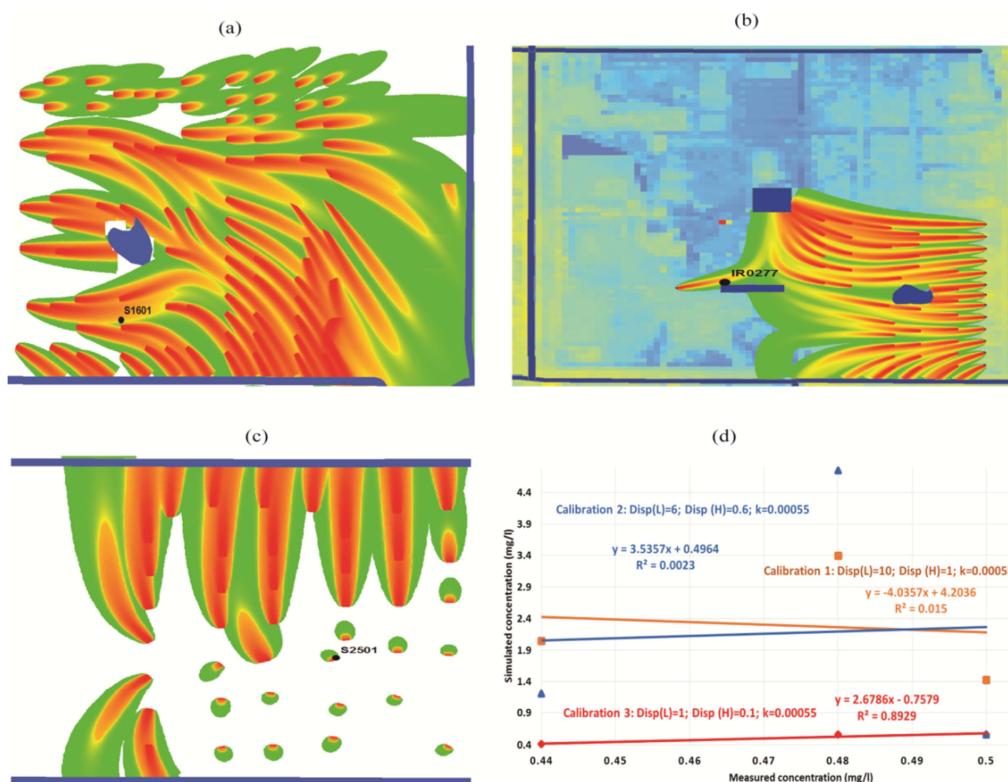 (a)
(b)
S1601
IR0277
(c)
(d)
S2501
Simulated concentration (mg/l)
4.4
3.9
3.4
2.9
2.4
1.9
1.4
0.9
0.4
Calibration 2: Disp(L)=6; Disp (H)=0.6; k=0.00055
y = 3.5357x + 0.4964
R² = 0.0023
Calibration 1: Disp(L)=10; Disp (H)=1; k=0.0005
y = -4.0357x + 4.2036
R² = 0.015
Calibration 3: Disp(L)=1; Disp (H)=0.1; k=0.00055
y = 2.6786x - 0.7579
R² = 0.8929
0.44
0.45
0.46
0.47
0.48
0.49
0.5
Measured concentration (mg/l)